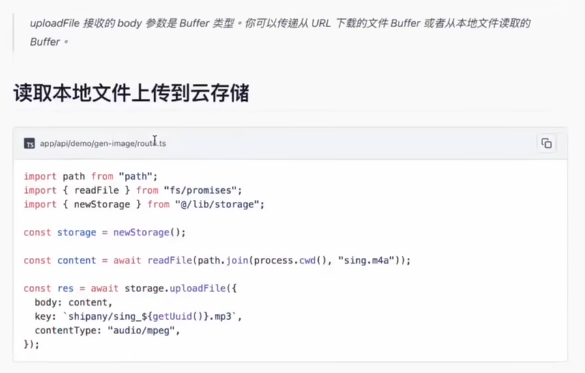 uploadFile 接收的 body 参数是 Buffer 类型。你可以传递从 URL 下载的文件 Buffer 或者从本地文件读取的
Buffer。
读取本地文件上传到云存储
TS app/api/demo/gen-image/route.ts
import path from "path";
import { readFile } from "fs/promises";
import { newStorage } from "@/lib/storage";
const storage = newStorage();
const content = await readFile(path.join(process.cwd(), "sing.m4a"));
const res = await storage.uploadFile({
  body: content,
  key: `shipany/sing_${getUuid()}.mp3`,
  contentType: "audio/mpeg",
});